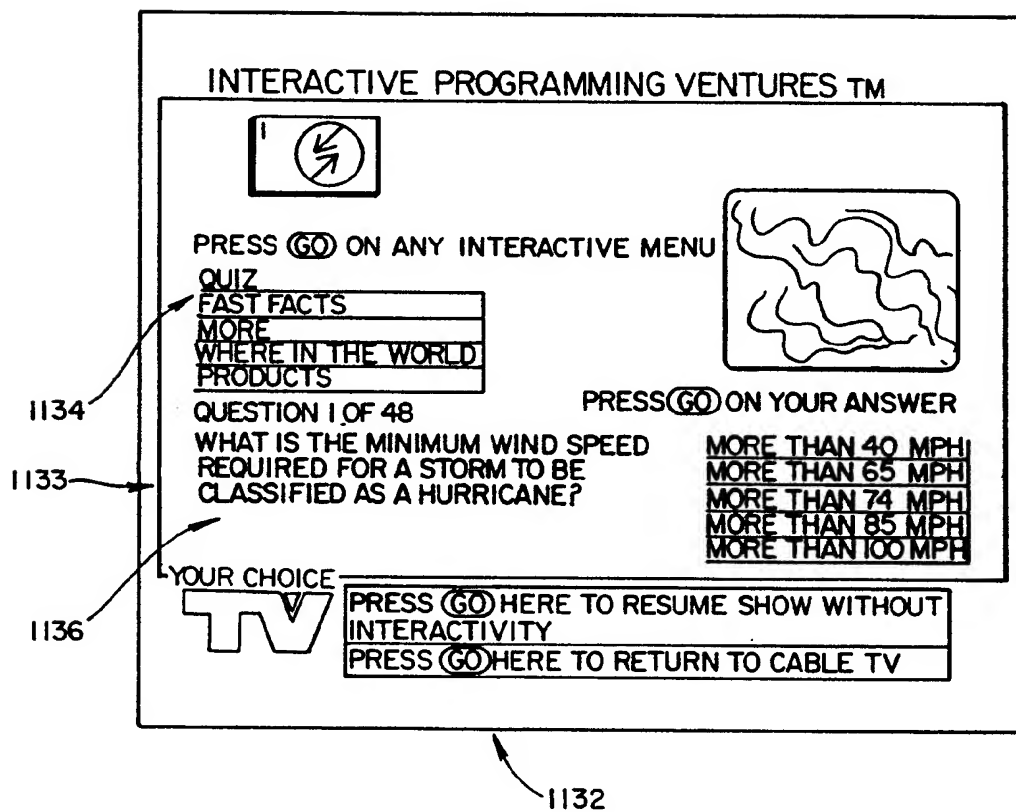 INTERACTIVE PROGRAMMING VENTURES TM
1
PRESS GO ON ANY INTERACTIVE MENU
QUIZ
FAST FACTS
MORE
WHERE IN THE WORLD
PRODUCTS
1134
QUESTION 1 OF 48
WHAT IS THE MINIMUM WIND SPEED
REQUIRED FOR A STORM TO BE
CLASSIFIED AS A HURRICANE?
1133
1136
PRESS GO ON YOUR ANSWER
MORE THAN 40 MPH
MORE THAN 65 MPH
MORE THAN 74 MPH
MORE THAN 85 MPH
MORE THAN 100 MPH
YOUR CHOICE
TV
PRESS GO HERE TO RESUME SHOW WITHOUT
INTERACTIVITY
PRESS GO HERE TO RETURN TO CABLE TV
1132